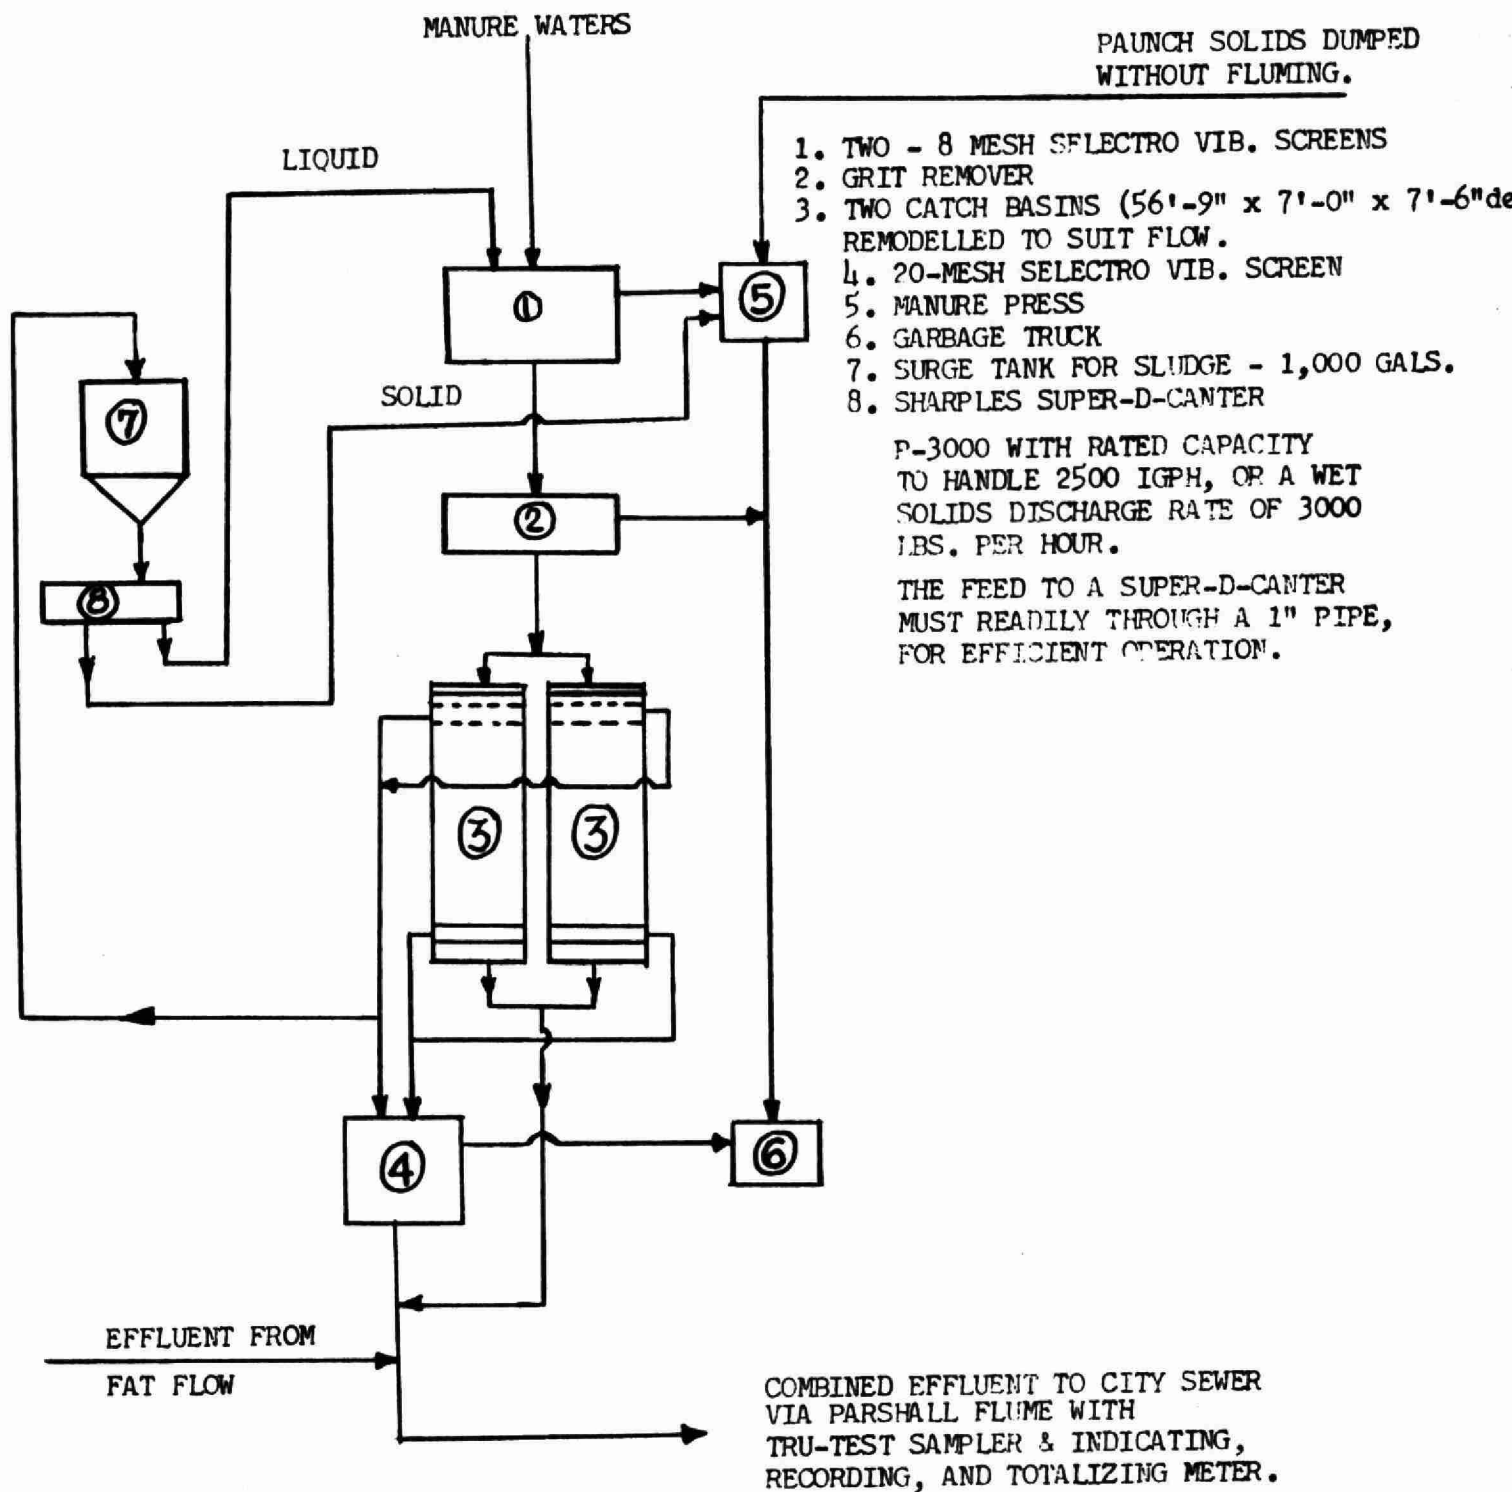 MANURE WATERS
PAUNCH SOLIDS DUMPED
WITHOUT FLUMING.
LIQUID
1. TWO - 8 MESH SELECTRO VIB. SCREENS
2. GRIT REMOVER
3. TWO CATCH BASINS (56'-9" x 7'-0" x 7'-6"de
REMODELLED TO SUIT FLOW.
4. 20-MESH SELECTRO VIB. SCREEN
5. MANURE PRESS
6. GARBAGE TRUCK
7. SURGE TANK FOR SLUDGE - 1,000 GALS.
8. SHARPLES SUPER-D-CANTER
P-3000 WITH RATED CAPACITY
TO HANDLE 2500 IGPH, OR A WET
SOLIDS DISCHARGE RATE OF 3000
LBS. PER HOUR.
THE FEED TO A SUPER-D-CANTER
MUST READILY THROUGH A 1" PIPE,
FOR EFFICIENT OPERATION.
1
5
SOLID
7
2
8
3
3
4
6
EFFLUENT FROM
FAT FLOW
COMBINED EFFLUENT TO CITY SEWER
VIA PARSHALL FLUME WITH
TRU-TEST SAMPLER & INDICATING,
RECORDING, AND TOTALIZING METER.